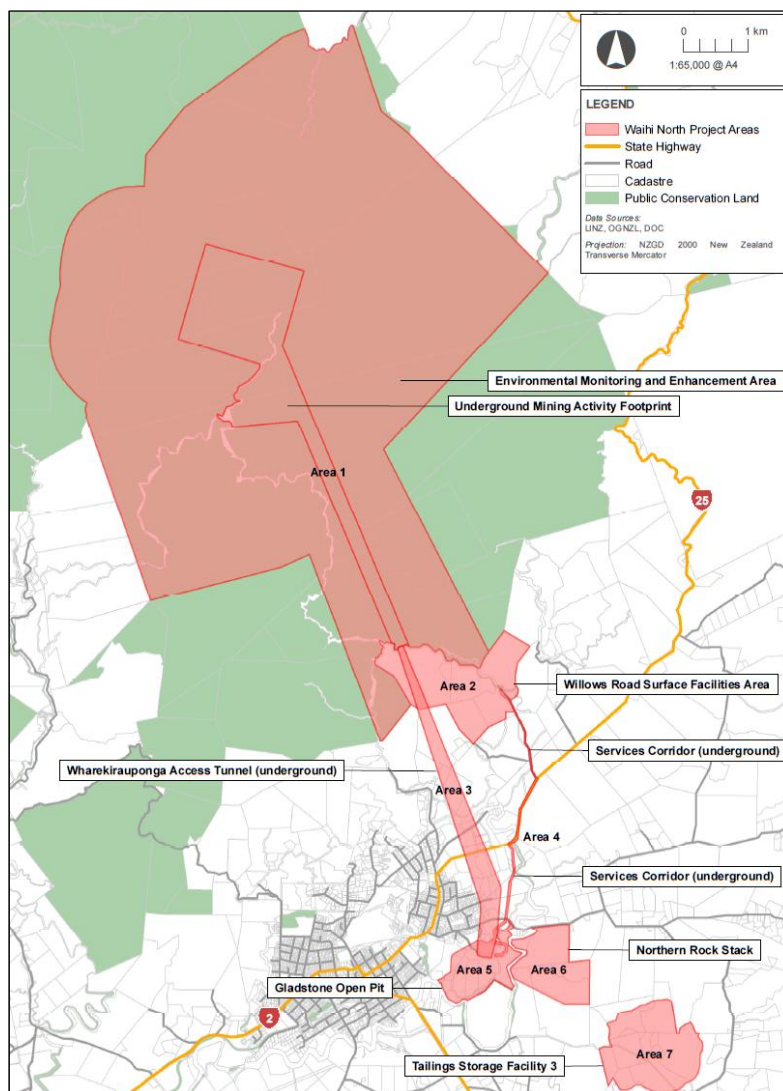 0 1 km
1:65,000 @ A4
LEGEND
Waihi North Project Areas
State Highway
Road
Cadastre
Public Conservation Land
Data Sources:
LINZ, OGNZL, DOC
Projection: NZGD 2000 New Zealand
Transverse Mercator
Environmental Monitoring and Enhancement Area
Underground Mining Activity Footprint
Area 1
25
Area 2
Willows Road Surface Facilities Area
Services Corridor (underground)
Wharekirauponga Access Tunnel (underground)
Area 3
Area 4
Services Corridor (underground)
Northern Rock Stack
Area 5
Area 6
Gladstone Open Pit
2
Area 7
Tailings Storage Facility 3